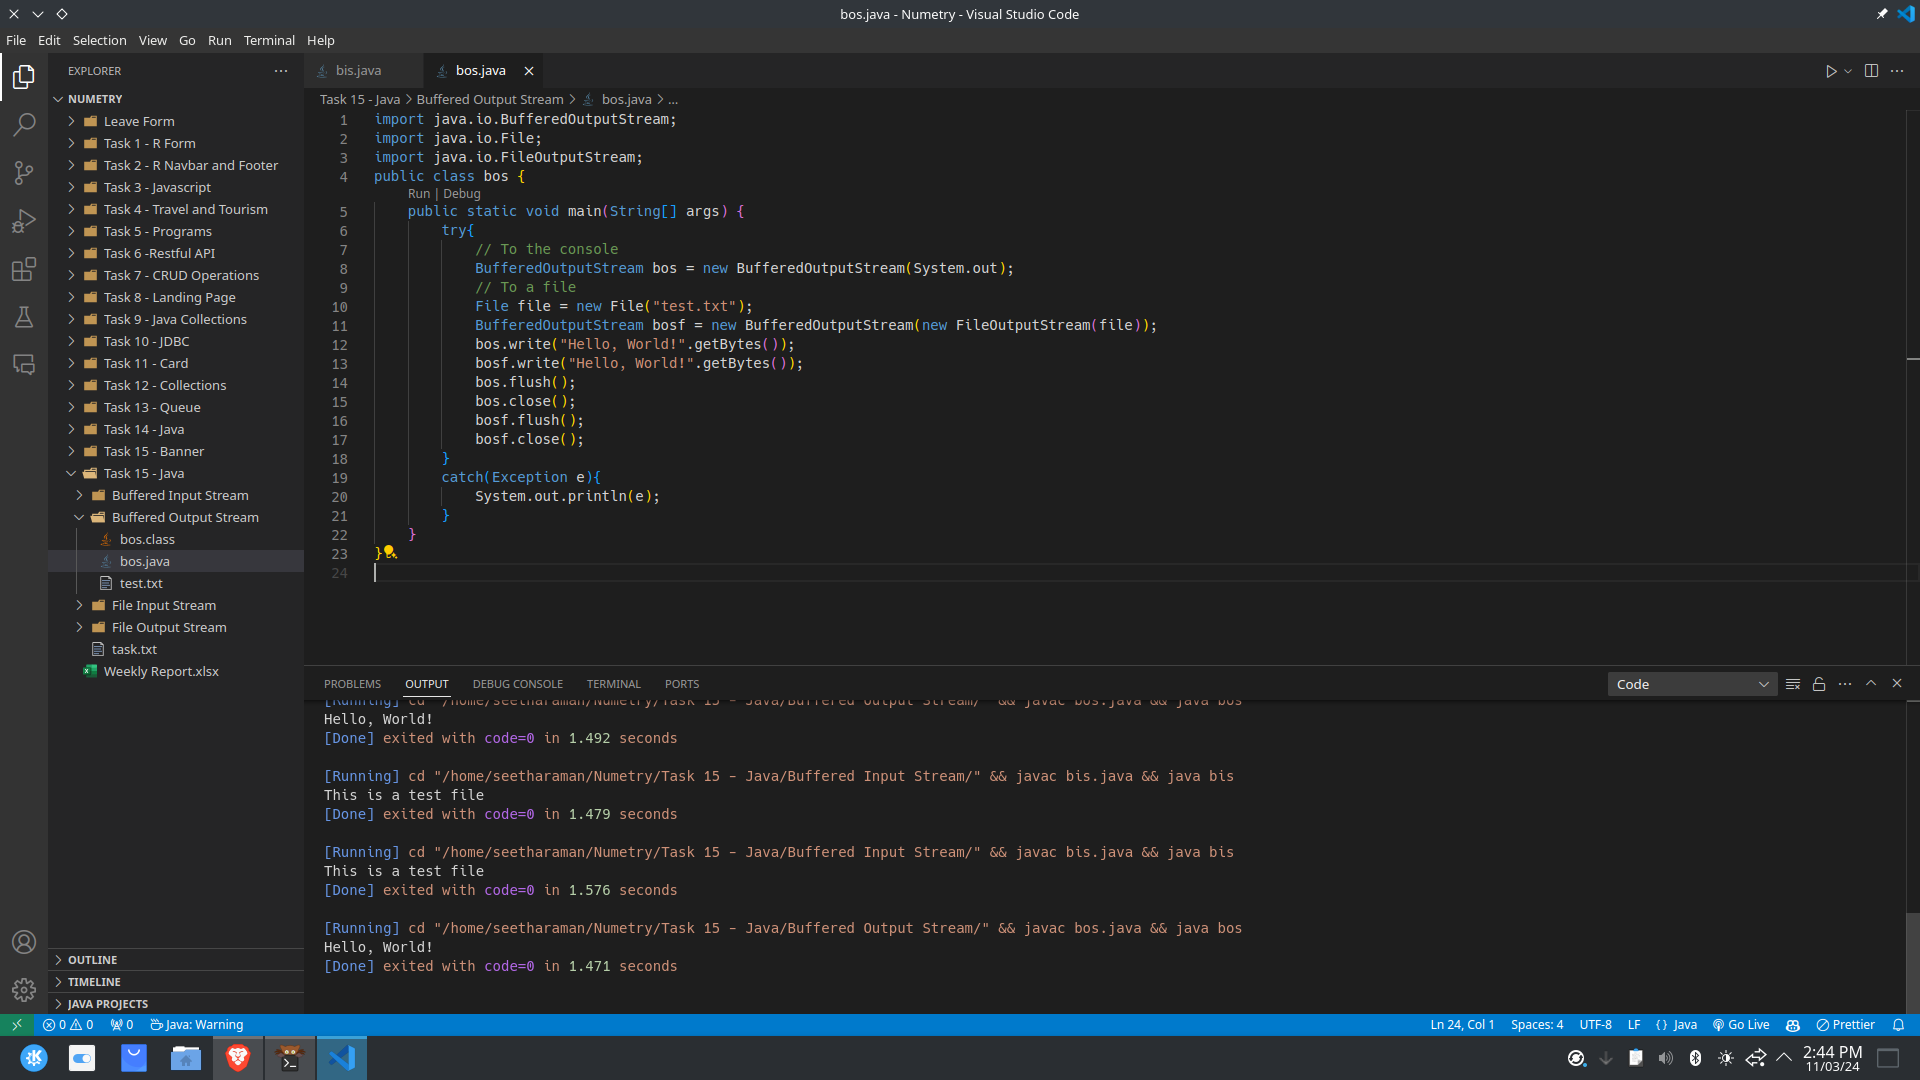 bos.java - Numetry - Visual Studio Code
File Edit Selection View Go Run Terminal Help
EXPLORER
NUMETRY
Leave Form
Task 1 - R Form
Task 2 - R Navbar and Footer
Task 3 - Javascript
Task 4 - Travel and Tourism
Task 5 - Programs
Task 6 -Restful API
Task 7 - CRUD Operations
Task 8 - Landing Page
Task 9 - Java Collections
Task 10 - JDBC
Task 11 - Card
Task 12 - Collections
Task 13 - Queue
Task 14 - Java
Task 15 - Banner
Task 15 - Java
Buffered Input Stream
Buffered Output Stream
bos.class
bos.java
test.txt
File Input Stream
File Output Stream
task.txt
Weekly Report.xlsx
OUTLINE
TIMELINE
JAVA PROJECTS
bis.java bos.java
Task 15 - Java > Buffered Output Stream > bos.java > ...
1 import java.io.BufferedOutputStream;
2 import java.io.File;
3 import java.io.FileOutputStream;
4 public class bos {
Run | Debug
5 public static void main(String[] args) {
6 try{
7 // To the console
8 BufferedOutputStream bos = new BufferedOutputStream(System.out);
9 // To a file
10 File file = new File("test.txt");
11 BufferedOutputStream bosf = new BufferedOutputStream(new FileOutputStream(file));
12 bos.write("Hello, World!".getBytes());
13 bosf.write("Hello, World!".getBytes());
14 bos.flush();
15 bos.close();
16 bosf.flush();
17 bosf.close();
18 }
19 catch(Exception e){
20 System.out.println(e);
21 }
22 }
23 }
24
PROBLEMS OUTPUT DEBUG CONSOLE TERMINAL PORTS
Code
[Running] cd "/home/seetharaman/Numetry/Task 15 - Java/Buffered Output Stream/" && javac bos.java && java bos
Hello, World!
[Done] exited with code=0 in 1.492 seconds
[Running] cd "/home/seetharaman/Numetry/Task 15 - Java/Buffered Input Stream/" && javac bis.java && java bis
This is a test file
[Done] exited with code=0 in 1.479 seconds
[Running] cd "/home/seetharaman/Numetry/Task 15 - Java/Buffered Input Stream/" && javac bis.java && java bis
This is a test file
[Done] exited with code=0 in 1.576 seconds
[Running] cd "/home/seetharaman/Numetry/Task 15 - Java/Buffered Output Stream/" && javac bos.java && java bos
Hello, World!
[Done] exited with code=0 in 1.471 seconds
0 0 0 Java: Warning
Ln 24, Col 1 Spaces: 4 UTF-8 LF {} Java Go Live Prettier
2:44 PM
11/03/24